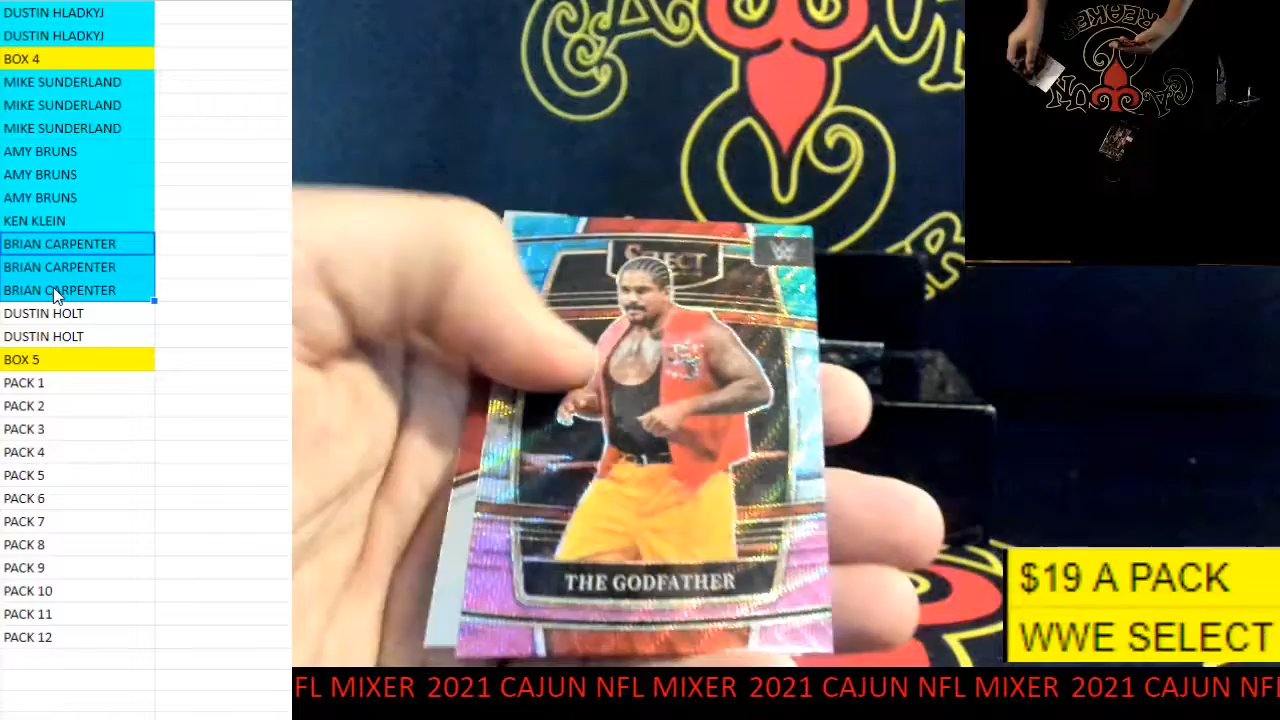 DUSTIN HLADKYJ
DUSTIN HLADKYJ
BOX 4
MIKE SUNDERLAND
MIKE SUNDERLAND
MIKE SUNDERLAND
AMY BRUNS
AMY BRUNS
AMY BRUNS
KEN KLEIN
BRIAN CARPENTER
BRIAN CARPENTER
BRIAN CARPENTER
DUSTIN HOLT
DUSTIN HOLT
BOX 5
PACK 1
PACK 2
PACK 3
PACK 4
PACK 5
PACK 6
PACK 7
PACK 8
PACK 9
PACK 10
PACK 11
PACK 12
SELECT
W
THE GODFATHER
$19 A PACK
WWE SELECT
FL MIXER 2021 CAJUN NFL MIXER 2021 CAJUN NFL MIXER 2021 CAJUN NF